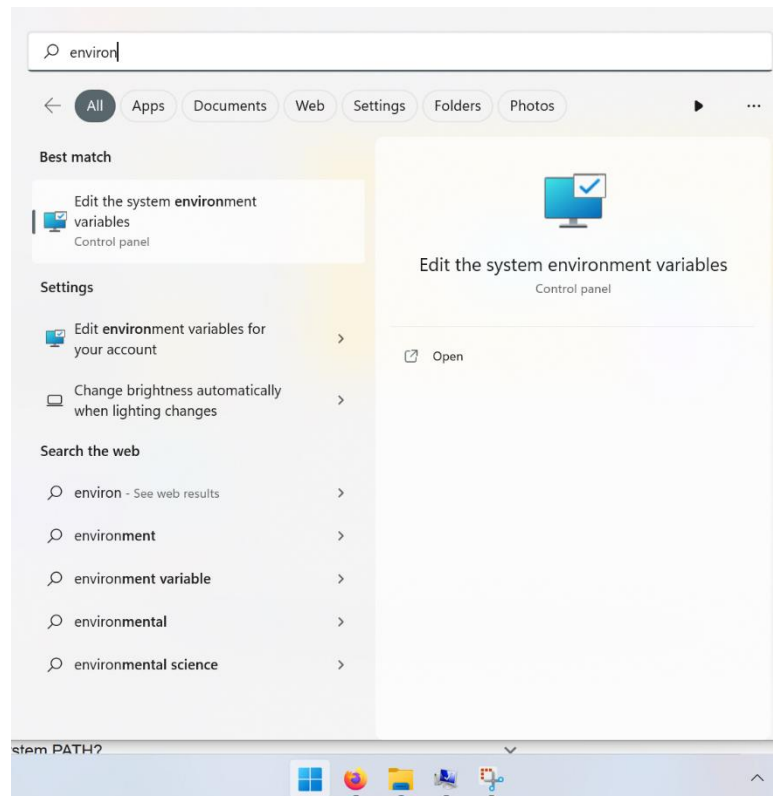 environ
All Apps Documents Web Settings Folders Photos ...
Best match
Edit the system environment
variables
Control panel
Edit the system environment variables
Control panel
Settings
Edit environment variables for
your account
Open
Change brightness automatically
when lighting changes
Search the web
environ - See web results
environment
environment variable
environmental
environmental science
stem PATH?